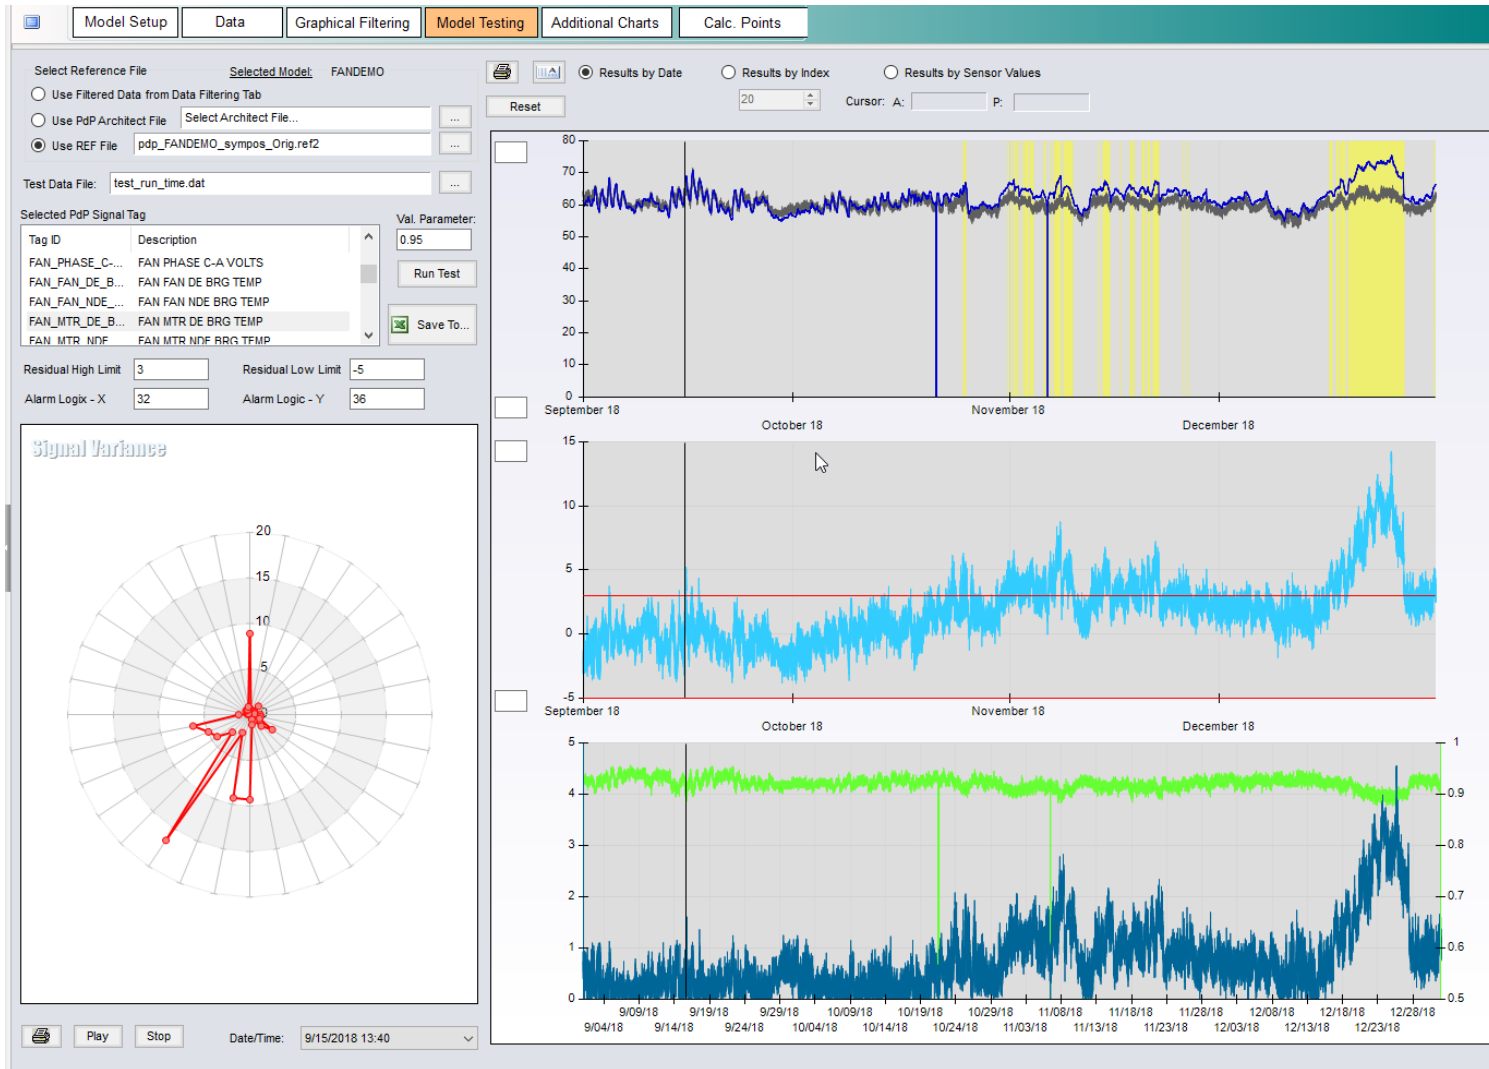 Model Setup
Data
Graphical Filtering
Model Testing
Additional Charts
Calc. Points
Select Reference File
Selected Model: FANDEMO
Use Filtered Data from Data Filtering Tab
Use PdP Architect File
Select Architect File...
...
Use REF File
pdp_FANDEMO_sympos_Orig.ref2
...
Test Data File:
test_run_time.dat
...
Selected PdP Signal Tag
Val. Parameter:
0.95
Tag ID Description
FAN_PHASE_C-... FAN PHASE C-A VOLTS
FAN_FAN_DE_B... FAN FAN DE BRG TEMP
FAN_FAN_NDE_... FAN FAN NDE BRG TEMP
FAN_MTR_DE_B... FAN MTR DE BRG TEMP
FAN_MTR_NDE FAN MTR NDE BRG TEMP
Run Test
Save To...
Residual High Limit 3
Residual Low Limit -5
Alarm Logix - X 32
Alarm Logic - Y 36
Signal Variance
20
15
10
5
Play
Stop
Date/Time: 9/15/2018 13:40
Results by Date
Results by Index
Results by Sensor Values
Reset
20
Cursor: A:
P:
80
70
60
50
40
30
20
10
0
September 18
October 18
November 18
December 18
15
10
5
0
-5
September 18
October 18
November 18
December 18
5
4
3
2
1
0
1
0.9
0.8
0.7
0.6
0.5
9/09/18 9/19/18 9/29/18 10/09/18 10/19/18 10/29/18 11/08/18 11/18/18 11/28/18 12/08/18 12/18/18 12/28/18
9/04/18 9/14/18 9/24/18 10/04/18 10/14/18 10/24/18 11/03/18 11/13/18 11/23/18 12/03/18 12/13/18 12/23/18